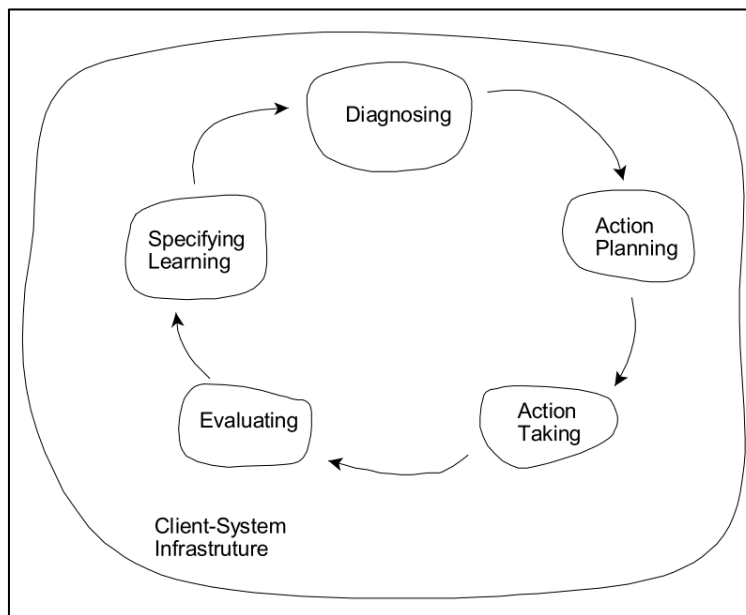 Diagnosing
Action
Planning
Action
Taking
Evaluating
Specifying
Learning
Client-System
Infrastruture